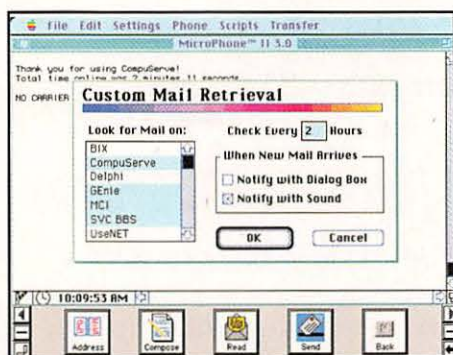 File Edit Settings Phone Scripts Transfer
MicroPhone™ II 3.0
Thank you for using CompuServe!
Total time online was 2 minutes 11 seconds
NO CARRIER
Custom Mail Retrieval
Look for Mail on:
Check Every 2 Hours
BIX
CompuServe
Delphi
GEnie
MCI
SVC BBS
UseNET
When New Mail Arrives
Notify with Dialog Box
Notify with Sound
OK
Cancel
10:09:53 AM
Address
Compose
Read
Send
Back